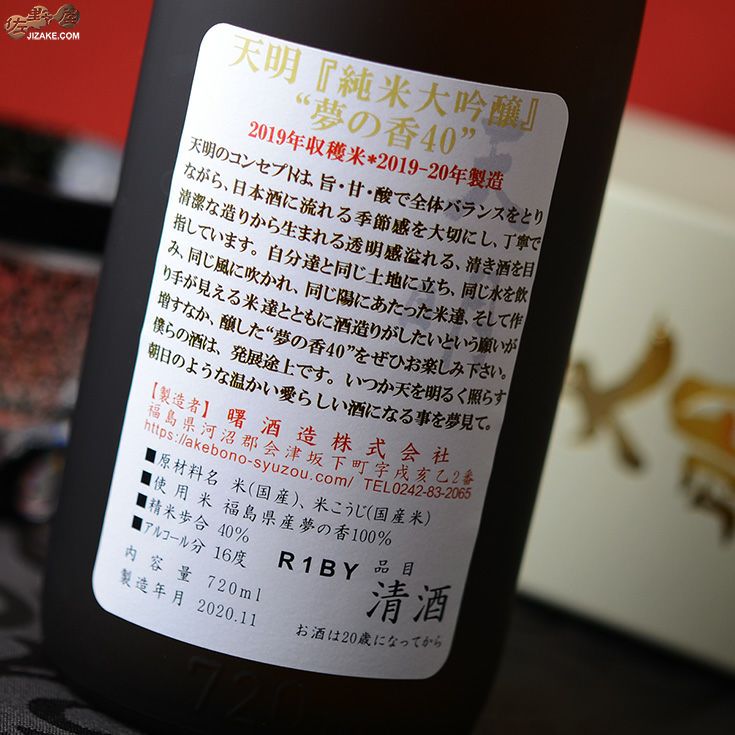 佐野屋
JIZAKE.COM
天明『純米大吟醸』
“夢の香40”
2019年収穫米*2019-20年製造
天明のコンセプトは、旨・甘・酸で全体バランスをとり
ながら、日本酒に流れる季節感を大切にし、丁寧で
清潔な造りから生まれる透明感溢れる、清き酒を目
指しています。自分達と同じ土地に立ち、同じ水を飲
み、同じ風に吹かれ、同じ陽にあたった米達、そして作
り手が見える米達とともに酒造りがしたいという願いが
増すなか、醸した“夢の香40”をぜひお楽しみ下さい。
僕らの酒は、発展途上です。いつか天を明るく照らす
朝日のような温かい愛らしい酒になる事を夢見て。
【製造者】曙酒造株式会社
福島県河沼郡会津坂下町字戌亥乙2番
https://akebono-syuzou.com/ TEL0242-83-2065
■原材料名 米(国産)、米こうじ(国産米)
■使用米 福島県産夢の香100%
■精米歩合 40%
■アルコール分 16度
R1BY 品目
内容量 720ml
清酒
製造年月 2020.11
お酒は20歳になってから
720